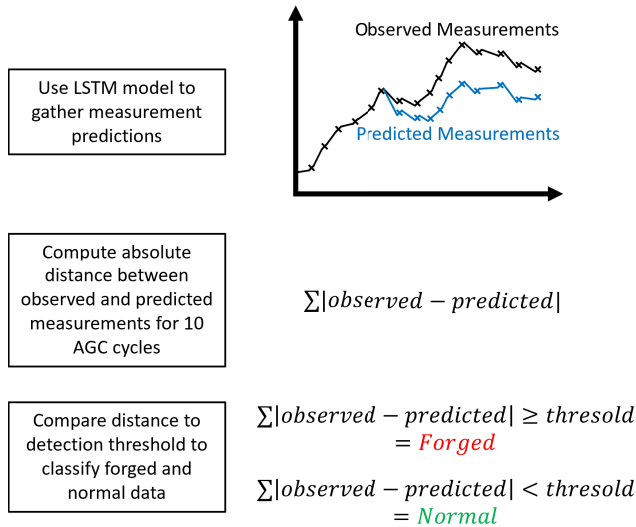 Observed Measurements
Use LSTM model to
gather measurement
predictions
Predicted Measurements
Compute absolute
distance between
observed and predicted
measurements for 10
AGC cycles
∑|observed − predicted|
Compare distance to
detection threshold to
classify forged and
normal data
∑|observed − predicted| ≥ thresold
= Forged
∑|observed − predicted| < thresold
= Normal